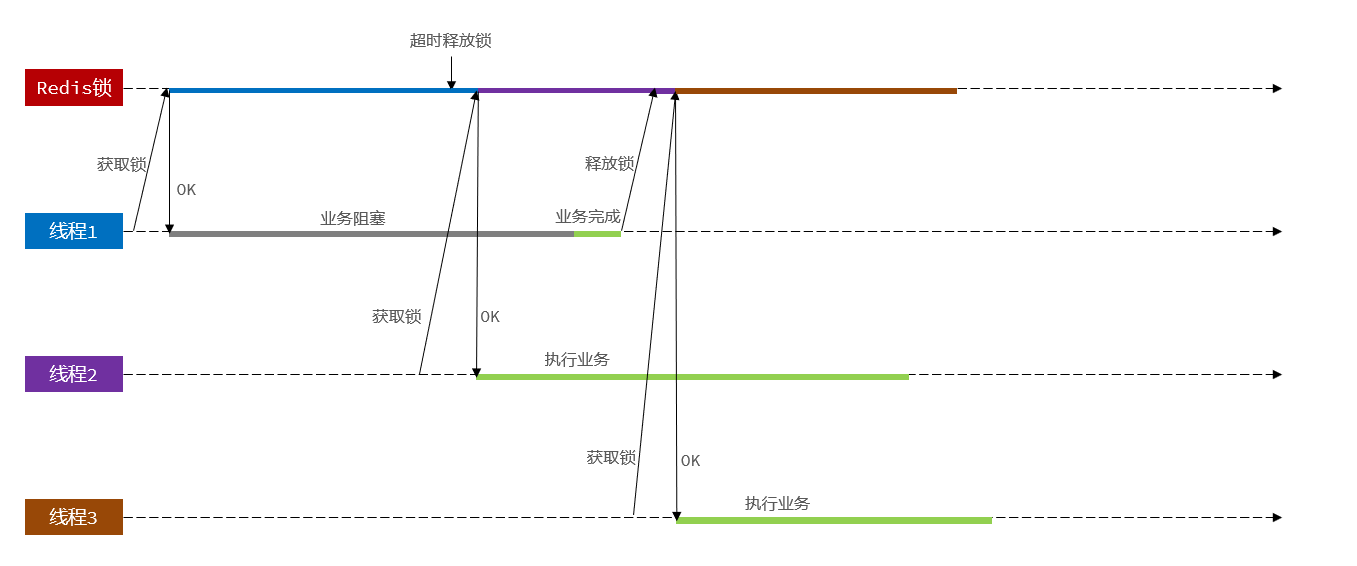 超时释放锁
Redis锁
获取锁
释放锁
OK
线程1
业务阻塞
业务完成
获取锁
OK
线程2
执行业务
获取锁
OK
线程3
执行业务